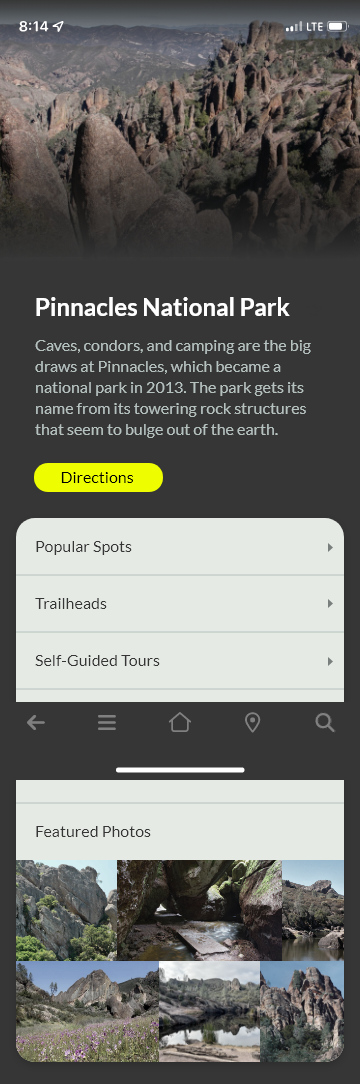 8:14
LTE
Pinnacles National Park
Caves, condors, and camping are the big
draws at Pinnacles, which became a
national park in 2013. The park gets its
name from its towering rock structures
that seem to bulge out of the earth.
Directions
Popular Spots
Trailheads
Self-Guided Tours
Featured Photos